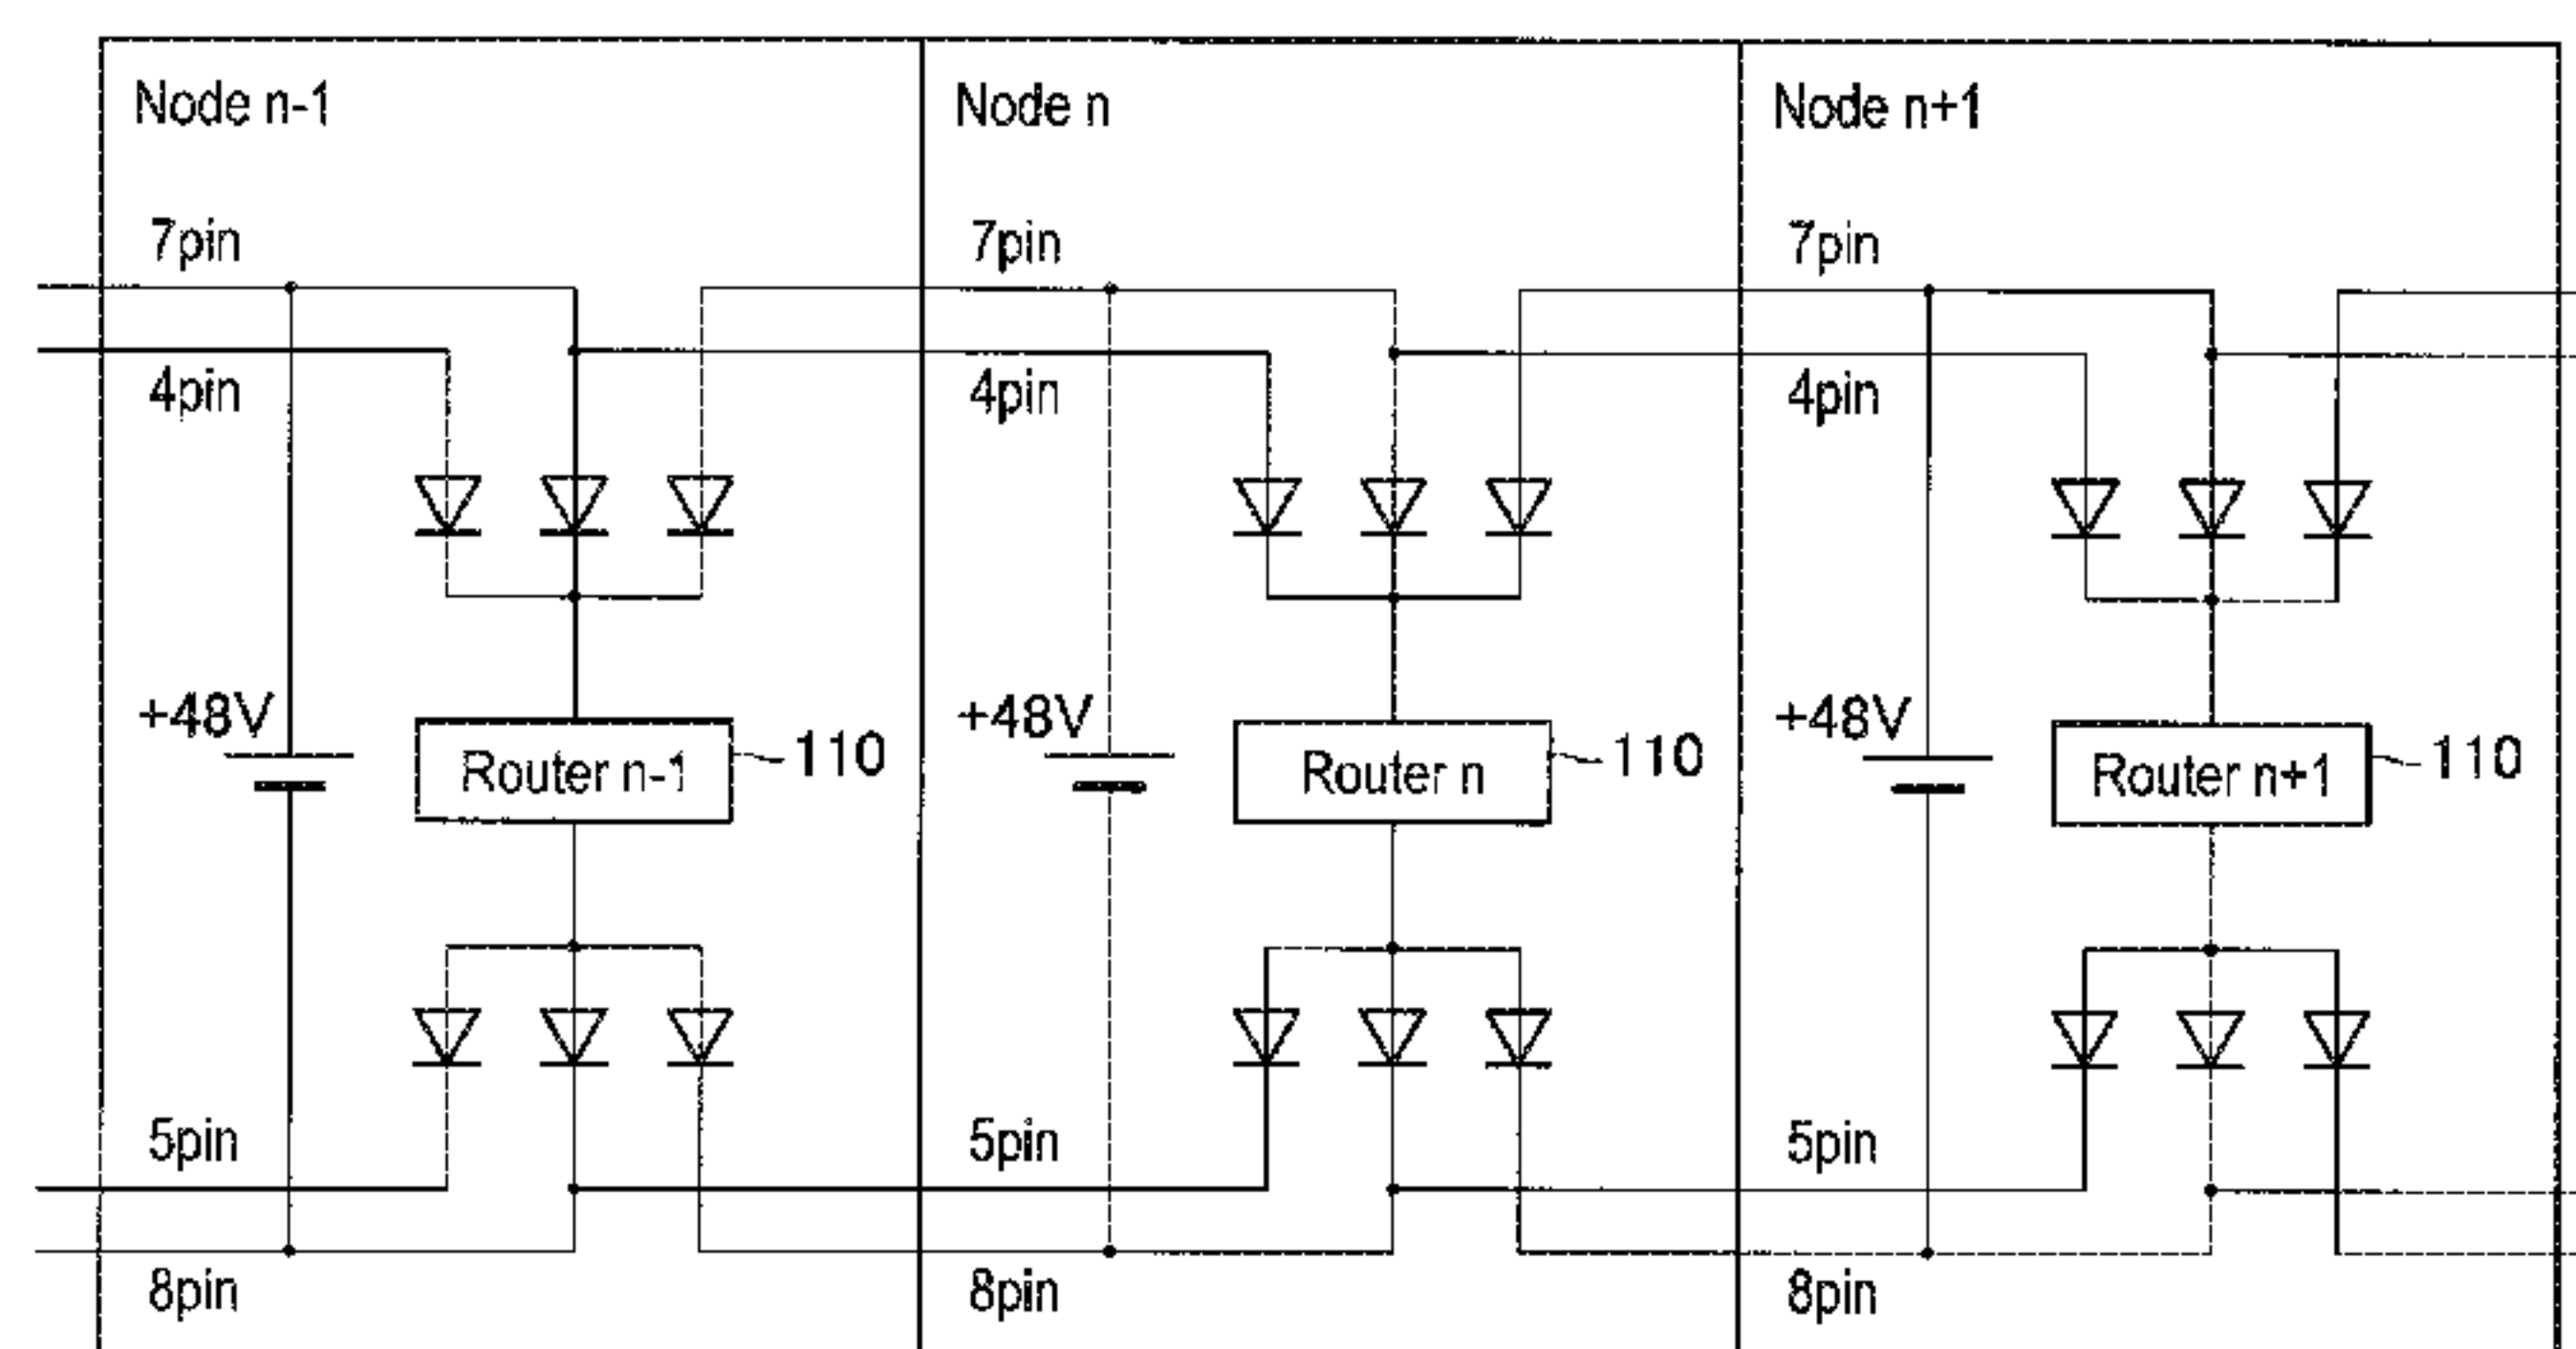 Node n-1
Node n
Node n+1
7pin
7pin
7pin
4pin
4pin
4pin
+48V
Router n-1
110
+48V
Router n
110
+48V
Router n+1
110
5pin
5pin
5pin
8pin
8pin
8pin